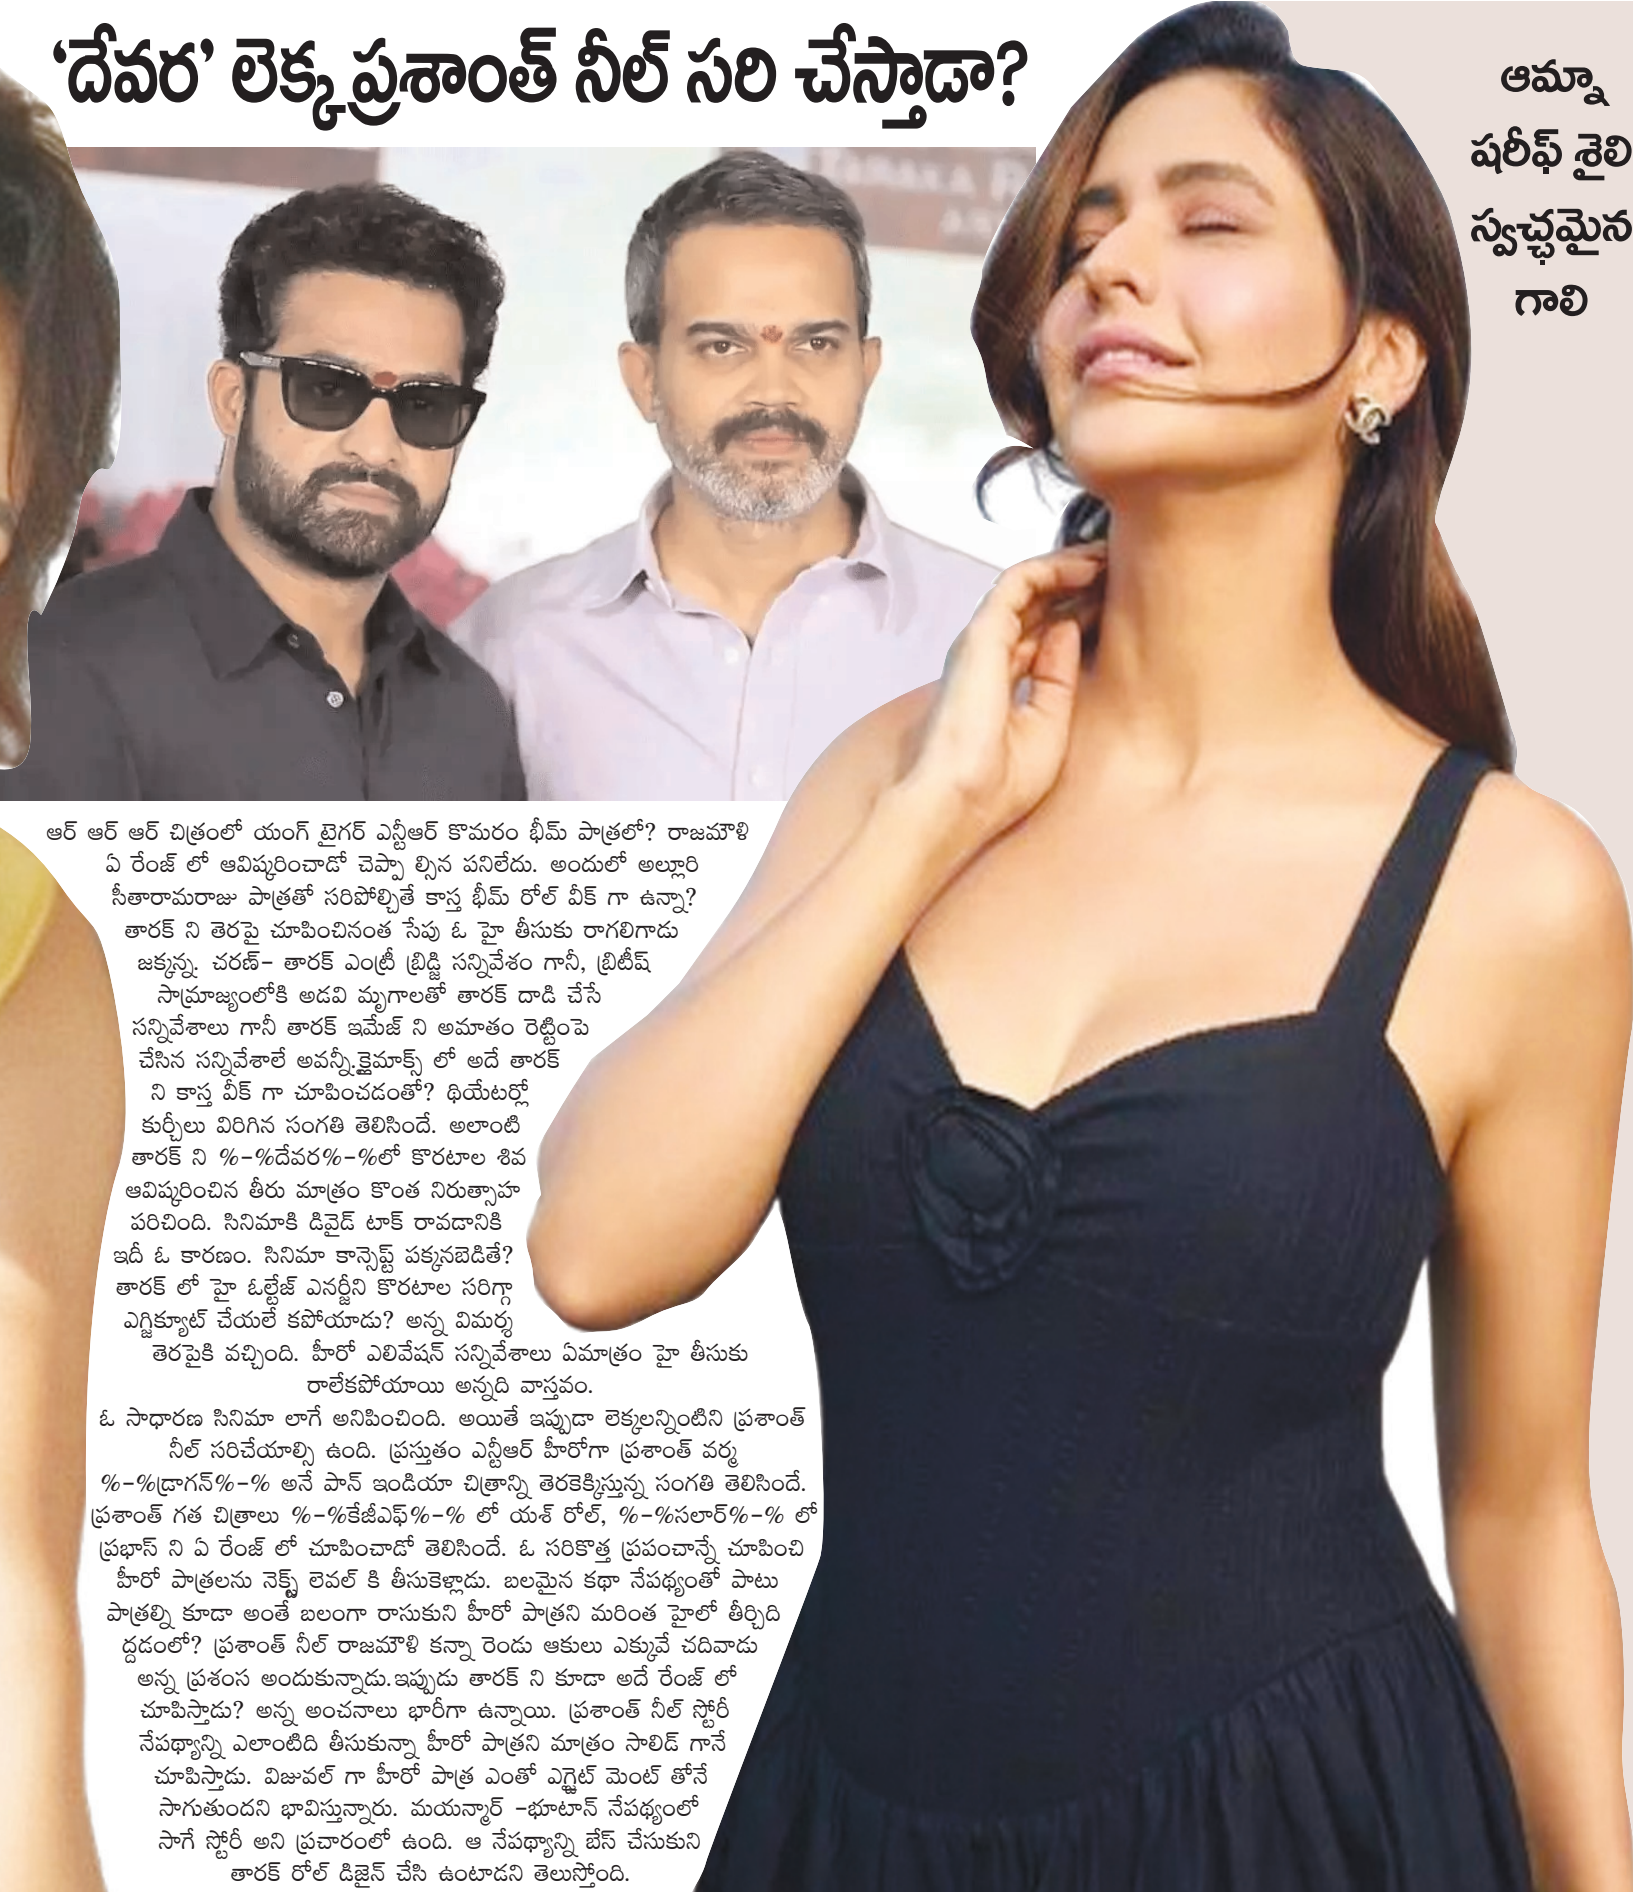 ‘దేవర’ లెక్క ప్రశాంత్ నీల్ సరి చేస్తాడా?
ఆమ్నా
షరీఫ్ శైలి
స్వచ్ఛమైన
గాలి
ఆర్ ఆర్ ఆర్ చిత్రంలో యంగ్ టైగర్ ఎన్టీఆర్ కొమరం భీమ్ పాత్రలో? రాజమౌళి
ఏ రేంజ్ లో ఆవిష్కరించాడో చెప్పా ల్సిన పనిలేదు. అందులో అల్లూరి
సీతారామరాజు పాత్రతో సరిపోల్చితే కాస్త భీమ్ రోల్ వీక్ గా ఉన్నా?
తారక్ ని తెరపై చూపించినంత సేపు ఓ హై తీసుకు రాగలిగాడు
జక్కన్న. చరణ్- తారక్ ఎంట్రీ బ్రిడ్జి సన్నివేశం గానీ, బ్రిటీష్
సామ్రాజ్యంలోకి అడవి మృగాలతో తారక్ దాడి చేసే
సన్నివేశాలు గానీ తారక్ ఇమేజ్ ని అమాతం రెట్టింపె
చేసిన సన్నివేశాలే అవన్నీ.క్లైమాక్స్ లో అదే తారక్
ని కాస్త వీక్ గా చూపించడంతో? థియేటర్లో
కుర్చీలు విరిగిన సంగతి తెలిసిందే. అలాంటి
తారక్ ని %-%దేవర%-%లో కొరటాల శివ
ఆవిష్కరించిన తీరు మాత్రం కొంత నిరుత్సాహ
పరిచింది. సినిమాకి డివైడ్ టాక్ రావడానికి
ఇదీ ఓ కారణం. సినిమా కాన్సెప్ట్ పక్కనబెడితే?
తారక్ లో హై ఓల్టేజ్ ఎనర్జీని కొరటాల సరిగ్గా
ఎగ్జిక్యూట్ చేయలే కపోయాడు? అన్న విమర్శ
తెరపైకి వచ్చింది. హీరో ఎలివేషన్ సన్నివేశాలు ఏమాత్రం హై తీసుకు
రాలేకపోయాయి అన్నది వాస్తవం.
ఓ సాధారణ సినిమా లాగే అనిపించింది. అయితే ఇప్పుడా లెక్కలన్నింటిని ప్రశాంత్
నీల్ సరిచేయాల్సి ఉంది. ప్రస్తుతం ఎన్టీఆర్ హీరోగా ప్రశాంత్ వర్మ
%-%డ్రాగన్%-% అనే పాన్ ఇండియా చిత్రాన్ని తెరకెక్కిస్తున్న సంగతి తెలిసిందే.
ప్రశాంత్ గత చిత్రాలు %-%కేజీఎఫ్%-% లో యశ్ రోల్, %-%సలార్%-% లో
ప్రభాస్ ని ఏ రేంజ్ లో చూపించాడో తెలిసిందే. ఓ సరికొత్త ప్రపంచాన్నే చూపించి
హీరో పాత్రలను నెక్స్ట్ లెవల్ కి తీసుకెళ్లాడు. బలమైన కథా నేపథ్యంతో పాటు
పాత్రల్ని కూడా అంతే బలంగా రాసుకుని హీరో పాత్రని మరింత హైలో తీర్చిది
ద్దడంలో? ప్రశాంత్ నీల్ రాజమౌళి కన్నా రెండు ఆకులు ఎక్కువే చదివాడు
అన్న ప్రశంస అందుకున్నాడు.ఇప్పుడు తారక్ ని కూడా అదే రేంజ్ లో
చూపిస్తాడు? అన్న అంచనాలు భారీగా ఉన్నాయి. ప్రశాంత్ నీల్ స్టోరీ
నేపథ్యాన్ని ఎలాంటిది తీసుకున్నా హీరో పాత్రని మాత్రం సాలిడ్ గానే
చూపిస్తాడు. విజువల్ గా హీరో పాత్ర ఎంతో ఎగ్జైట్ మెంట్ తోనే
సాగుతుందని భావిస్తున్నారు. మయన్మార్ -భూటాన్ నేపథ్యంలో
సాగే స్టోరీ అని ప్రచారంలో ఉంది. ఆ నేపథ్యాన్ని బేస్ చేసుకుని
తారక్ రోల్ డిజైన్ చేసి ఉంటాడని తెలుస్తోంది.